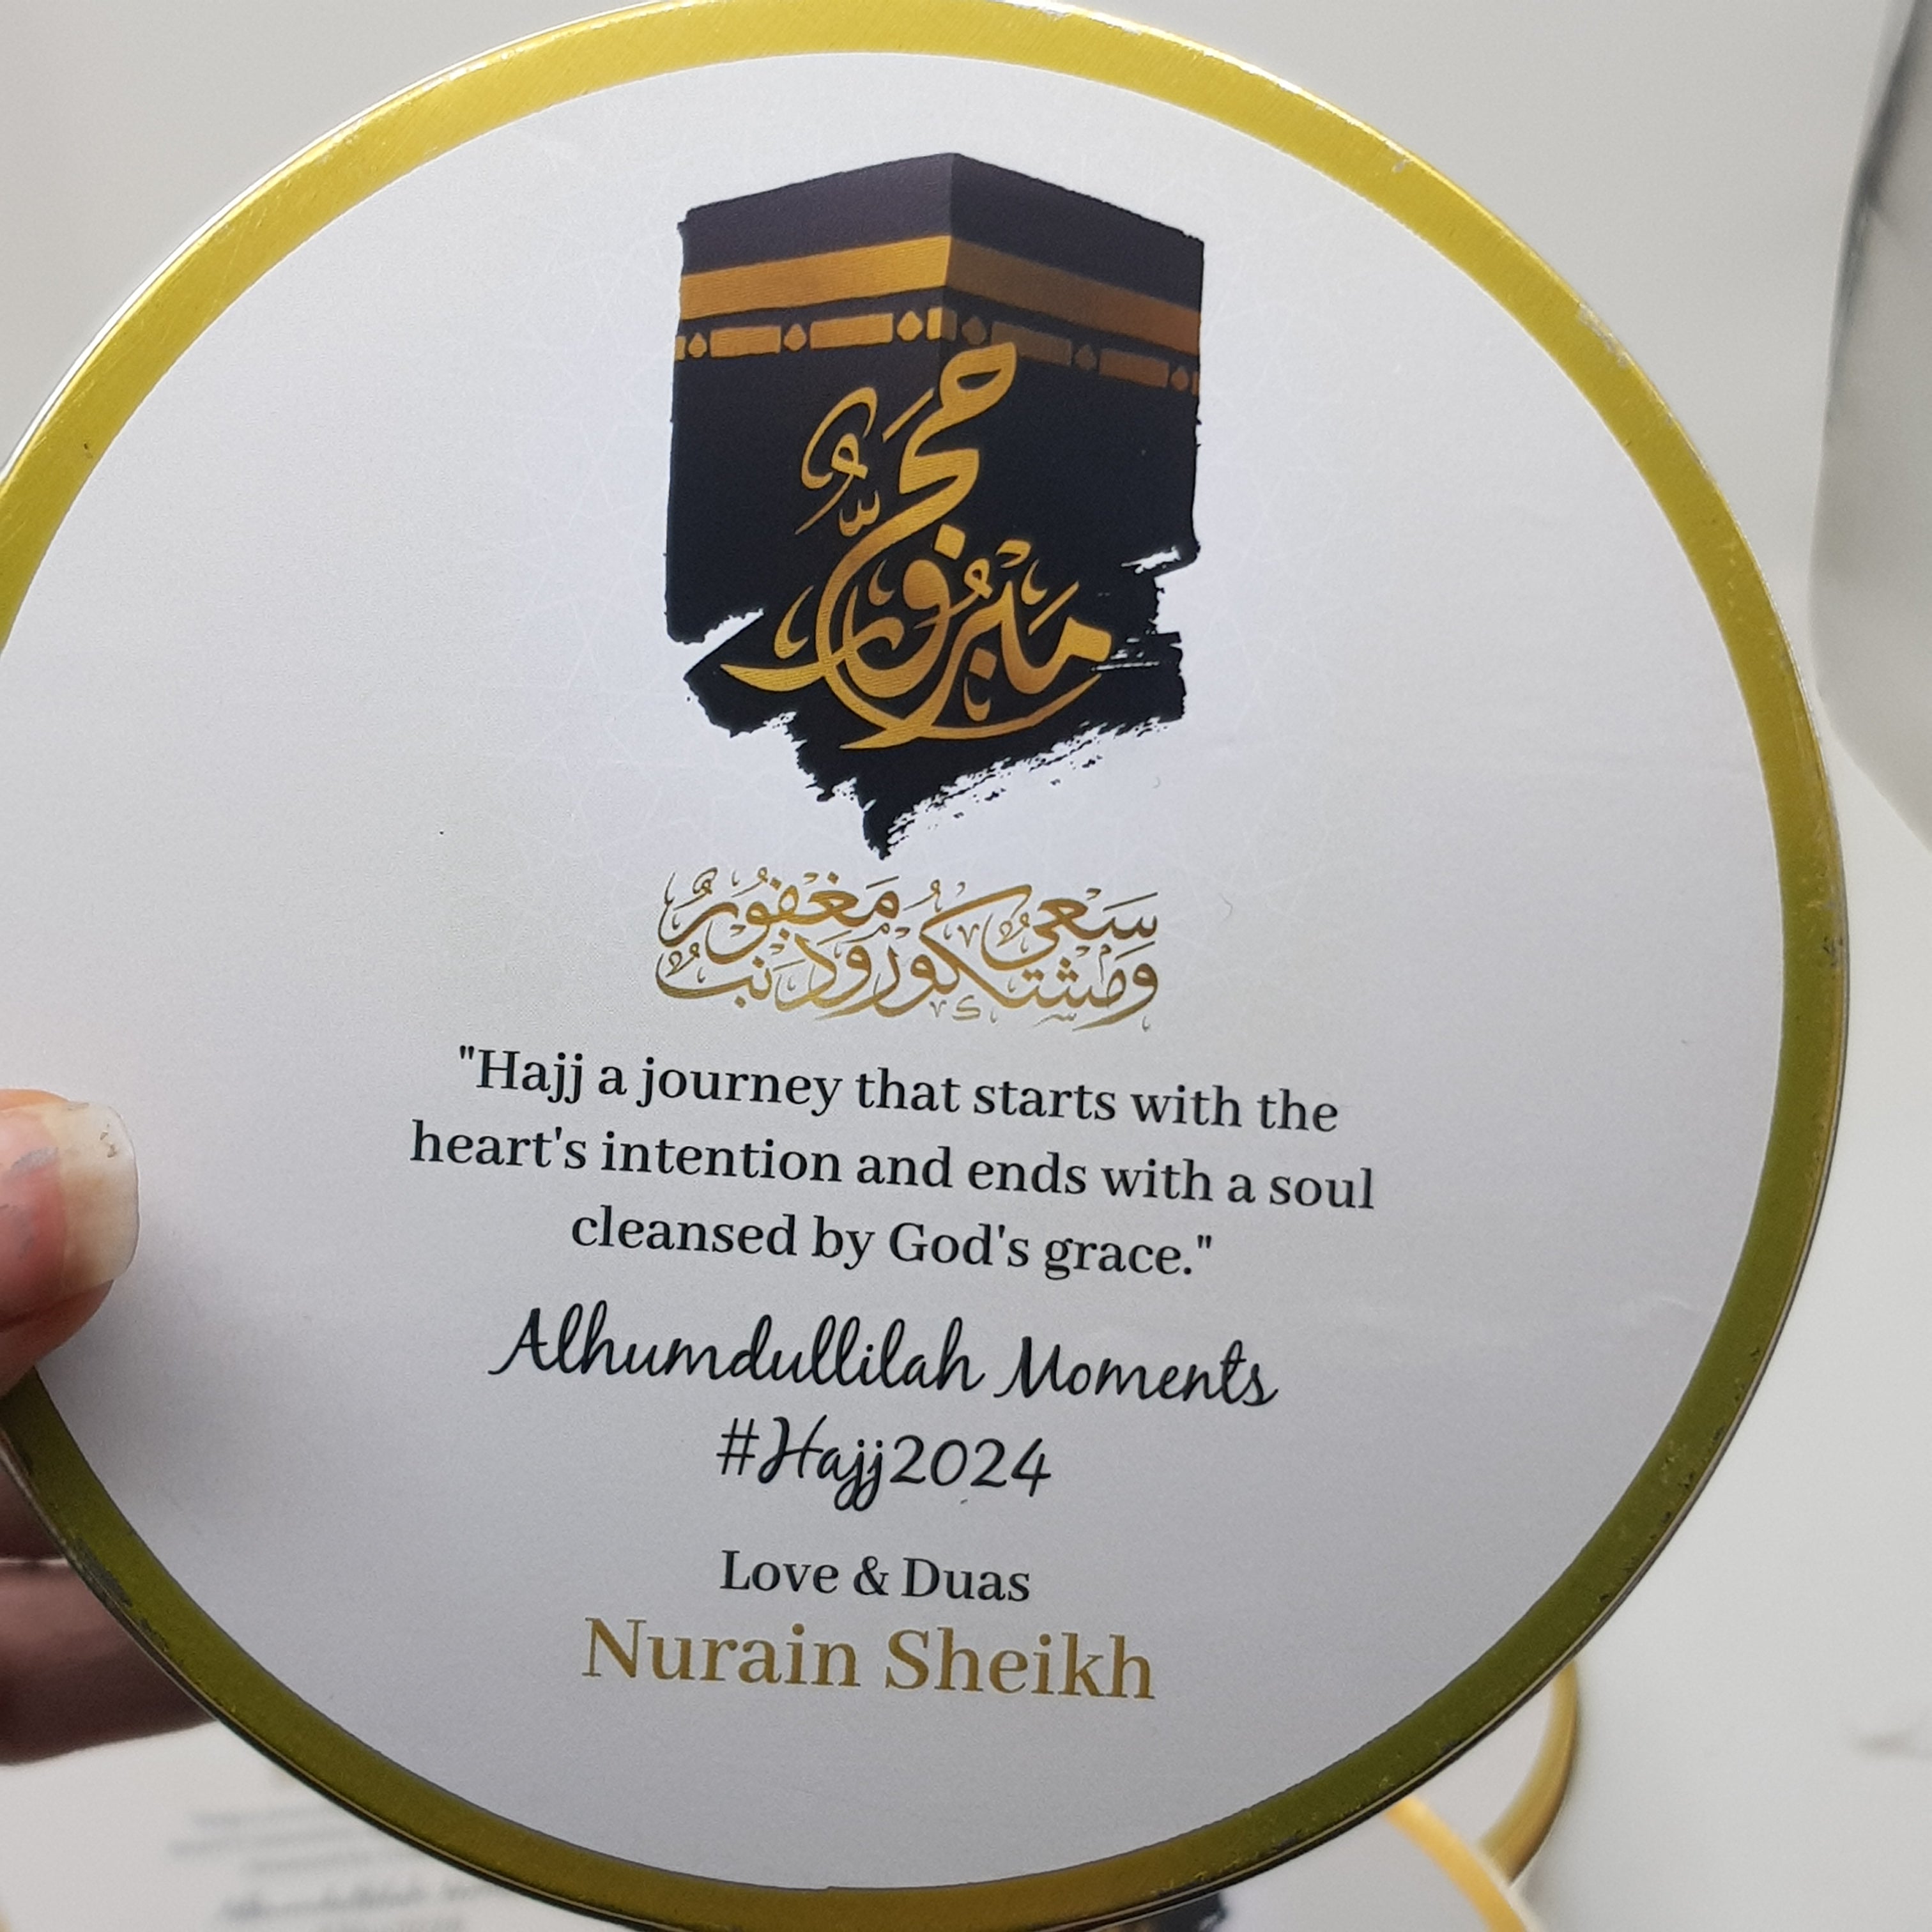 حج
مبرور
سعي مغفور
ومشكور وذنب
"Hajj a journey that starts with the
heart's intention and ends with a soul
cleansed by God's grace."
Alhumdullilah Moments
#Hajj2024
Love & Duas
Nurain Sheikh